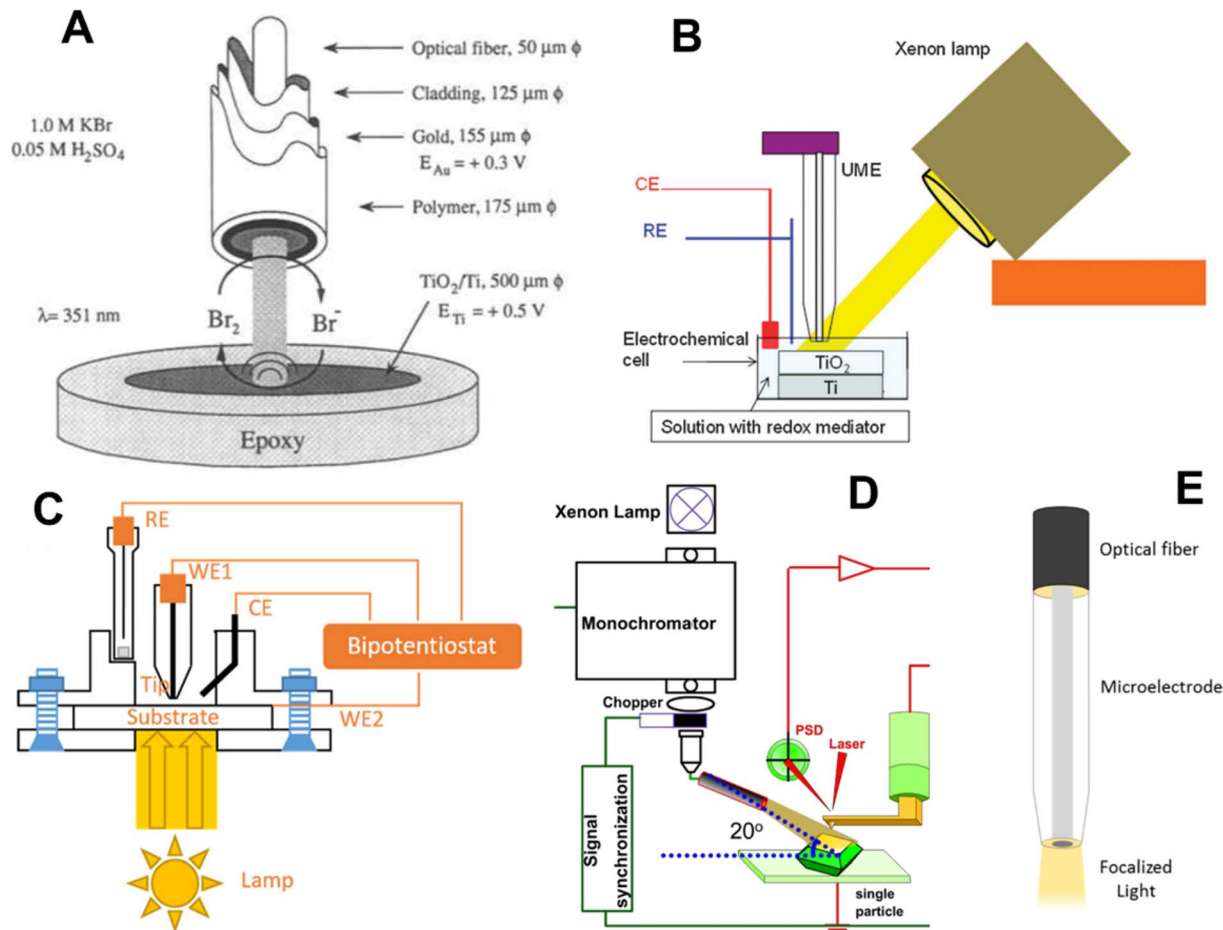 A
Optical fiber, 50 μm ϕ
Cladding, 125 μm ϕ
1.0 M KBr
0.05 M H₂SO₄
Gold, 155 μm ϕ
E_Au = + 0.3 V
Polymer, 175 μm ϕ
TiO₂/Ti, 500 μm ϕ
E_Ti = + 0.5 V
λ= 351 nm
Br₂
Br⁻
Epoxy
B
Xenon lamp
UME
CE
RE
Electrochemical
cell
TiO₂
Ti
Solution with redox mediator
C
RE
WE1
CE
Bipotentiostat
Tip
Substrate
WE2
Lamp
D
Xenon Lamp
Monochromator
Chopper
PSD
Laser
Signal
synchronization
20°
single
particle
E
Optical fiber
Microelectrode
Focalized
Light